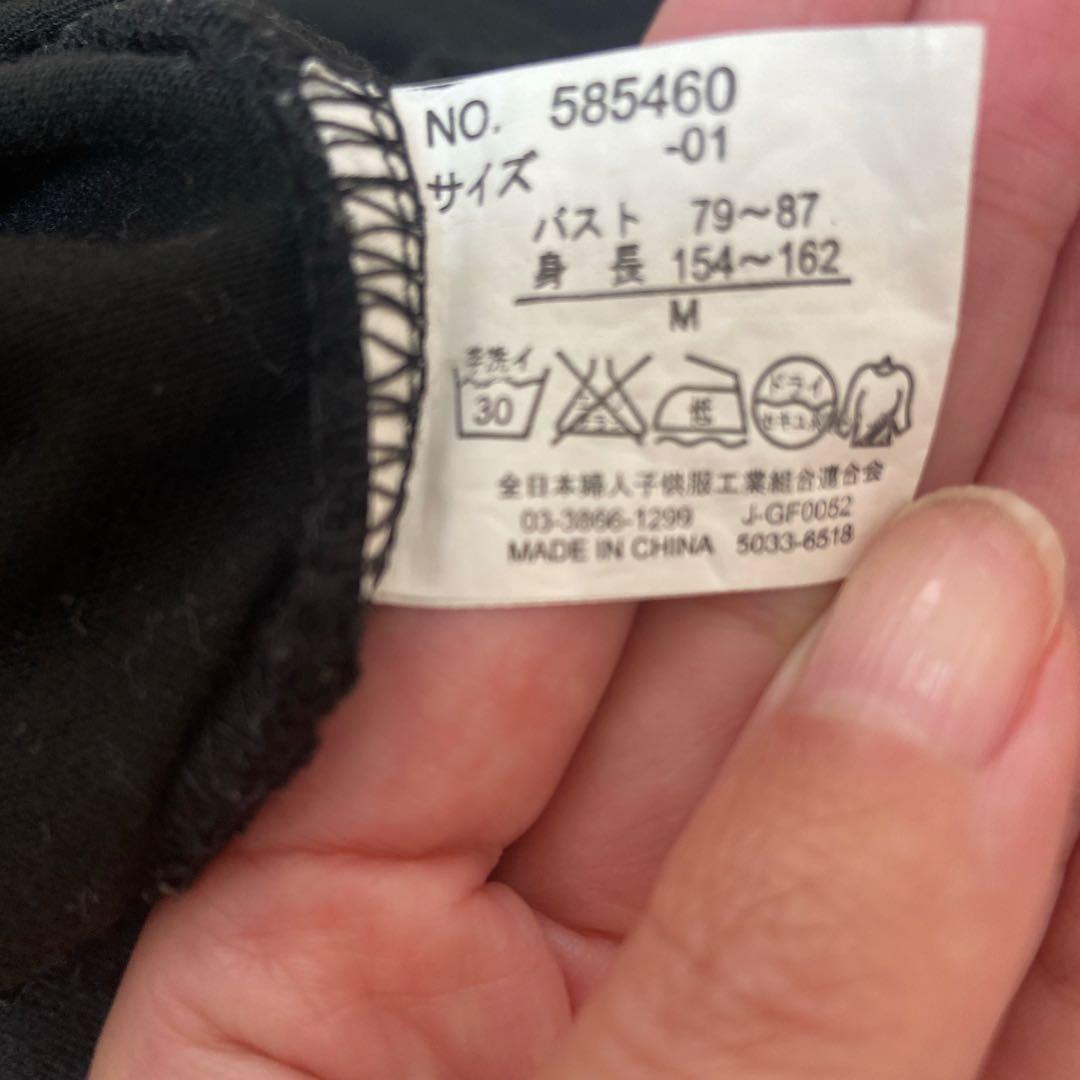 NO. 585460
-01
サイズ
バスト 79～87
身 長 154～162
M
手洗イ
30
低
ドライ
セキユ系
全日本婦人子供服工業組合連合会
03-3866-1299 J-GF0052
MADE IN CHINA 5033-6518